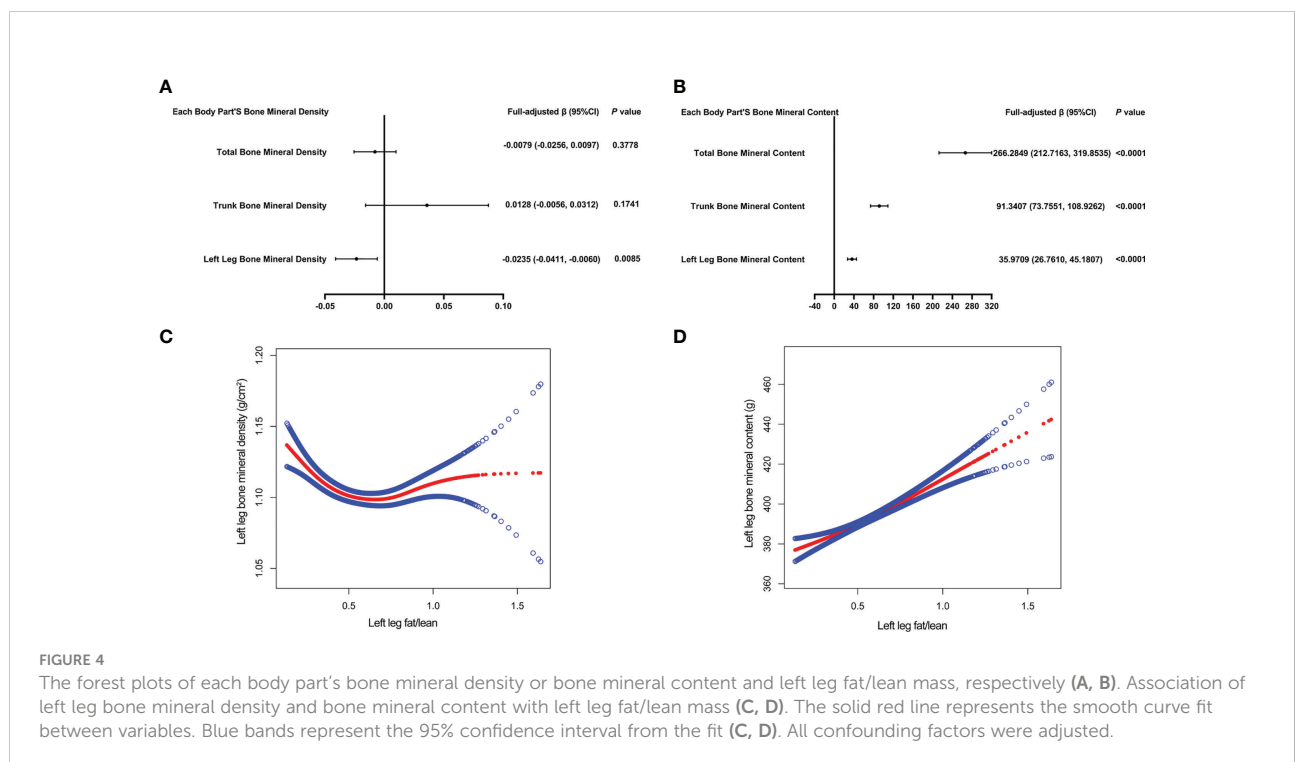 A
Each Body Part'S Bone Mineral Density Full-adjusted β (95%CI) P value
Total Bone Mineral Density -0.0079 (-0.0256, 0.0097) 0.3778
Trunk Bone Mineral Density 0.0128 (-0.0056, 0.0312) 0.1741
Left Leg Bone Mineral Density -0.0235 (-0.0411, -0.0060) 0.0085
-0.05 0.00 0.05 0.10
B
Each Body Part'S Bone Mineral Content Full-adjusted β (95%CI) P value
Total Bone Mineral Content 266.2849 (212.7163, 319.8535) <0.0001
Trunk Bone Mineral Content 91.3407 (73.7551, 108.9262) <0.0001
Left Leg Bone Mineral Content 35.9709 (26.7610, 45.1807) <0.0001
-40 0 40 80 120 160 200 240 280 320
C
Left leg bone mineral density (g/cm²)
1.20
1.15
1.10
1.05
0.5 1.0 1.5
Left leg fat/lean
D
Left leg bone mineral content (g)
460
440
420
400
380
360
0.5 1.0 1.5
Left leg fat/lean
FIGURE 4
The forest plots of each body part's bone mineral density or bone mineral content and left leg fat/lean mass, respectively (A, B). Association of
left leg bone mineral density and bone mineral content with left leg fat/lean mass (C, D). The solid red line represents the smooth curve fit
between variables. Blue bands represent the 95% confidence interval from the fit (C, D). All confounding factors were adjusted.